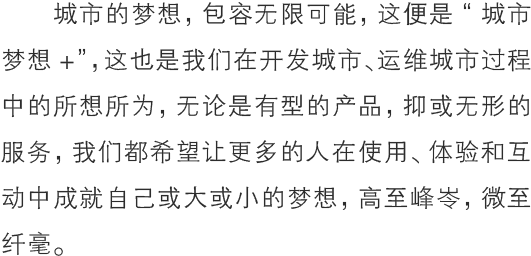 城市的梦想，包容无限可能，这便是“城市
梦想+”，这也是我们在开发城市、运维城市过程
中的所想所为，无论是有型的产品，抑或无形的
服务，我们都希望让更多的人在使用、体验和互
动中成就自己或大或小的梦想，高至峰岑，微至
纤毫。